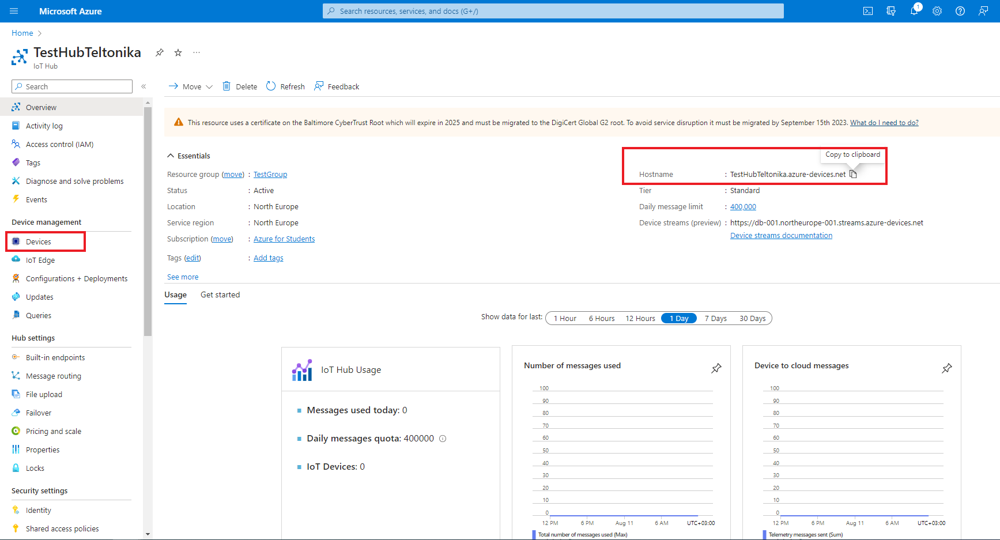 Microsoft Azure
Search resources, services, and docs (G+/)
1
Home
TestHubTeltonika
IoT Hub
Search
Move
Delete
Refresh
Feedback
Overview
Activity log
Access control (IAM)
Tags
Diagnose and solve problems
Events
Device management
Devices
IoT Edge
Configurations + Deployments
Updates
Queries
Hub settings
Built-in endpoints
Message routing
File upload
Failover
Pricing and scale
Properties
Locks
Security settings
Identity
Shared access policies
This resource uses a certificate on the Baltimore CyberTrust Root which will expire in 2025 and must be migrated to the DigiCert Global G2 root. To avoid service disruption it must be migrated by September 15th 2023. What do I need to do?
Essentials
Resource group (move) : TestGroup
Status : Active
Location : North Europe
Service region : North Europe
Subscription (move) : Azure for Students
Tags (edit) : Add tags
See more
Copy to clipboard
Hostname : TestHubTeltonika.azure-devices.net
Tier : Standard
Daily message limit : 400,000
Device streams (preview) : https://db-001.northeurope-001.streams.azure-devices.net
Device streams documentation
Usage Get started
Show data for last: 1 Hour 6 Hours 12 Hours 1 Day 7 Days 30 Days
IoT Hub Usage
Messages used today: 0
Daily messages quota: 400000
IoT Devices: 0
Number of messages used
100
90
80
70
60
50
40
30
20
10
0
12 PM 6 PM Aug 11 6 AM UTC+03:00
Total number of messages used (Max)
Device to cloud messages
100
90
80
70
60
50
40
30
20
10
0
12 PM 6 PM Aug 11 6 AM UTC+03:00
Telemetry messages sent (Sum)